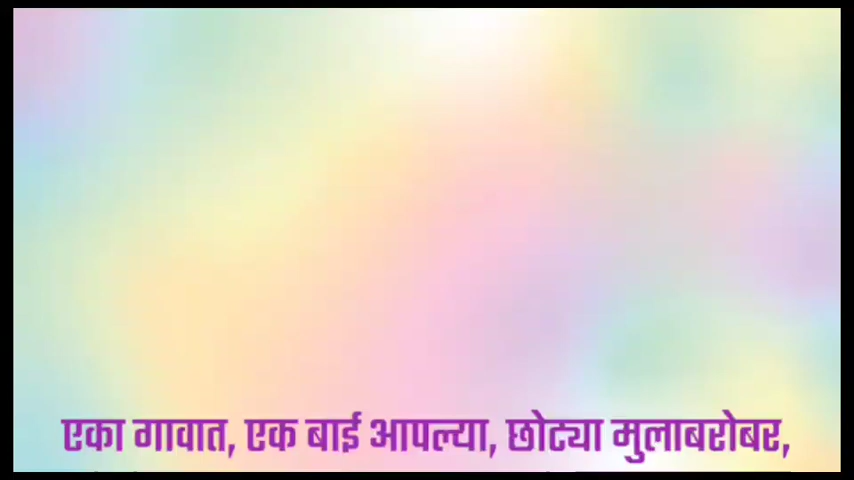 एका गावात, एक बाई आपल्या, छोट्या मुलाबरोबर,